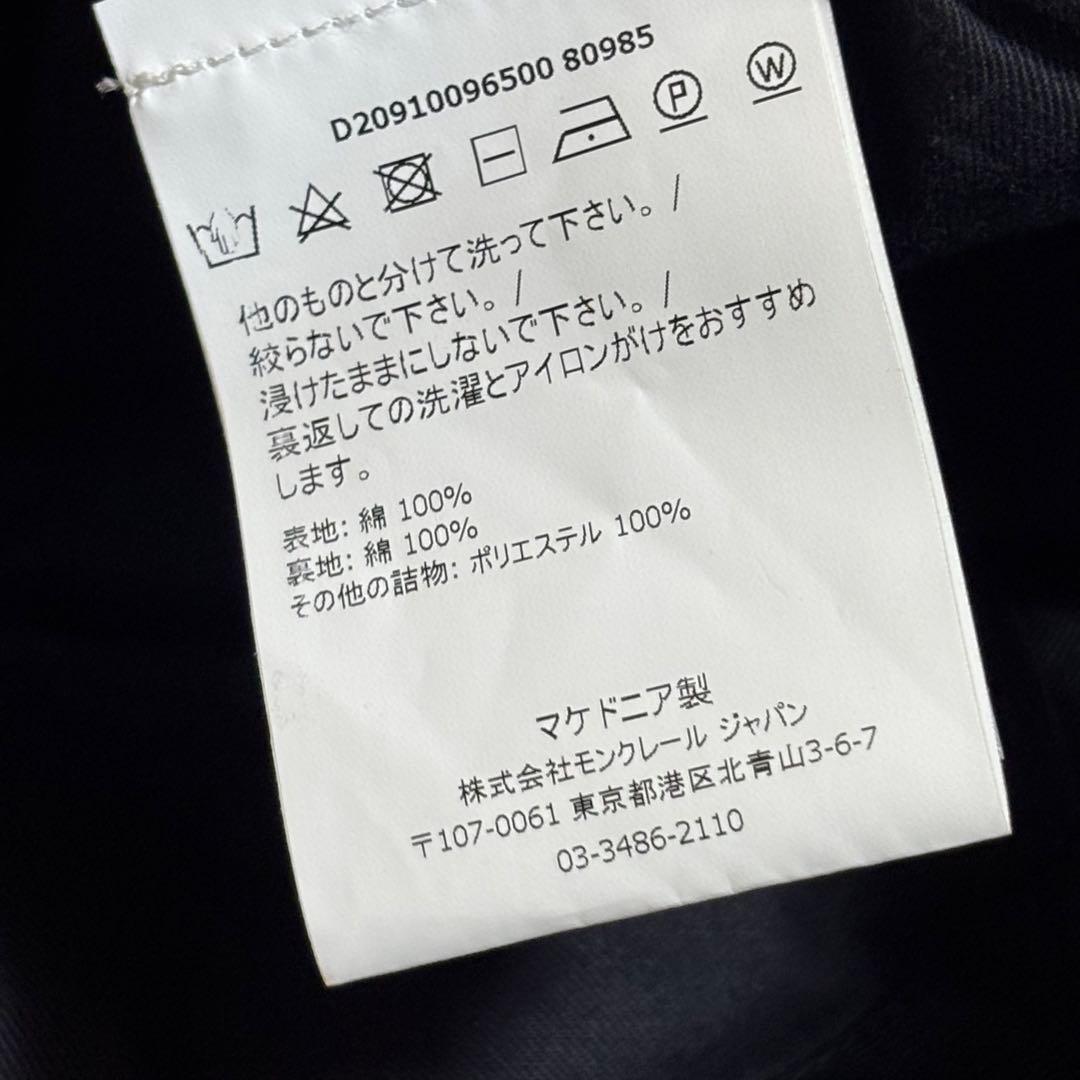 D20910096500 80985
P W
他のものと分けて洗って下さい。/
絞らないで下さい。/
浸けたままにしないで下さい。/
裏返しての洗濯とアイロンがけをおすすめ
します。
表地: 綿 100%
裏地: 綿 100%
その他の詰物: ポリエステル 100%
マケドニア製
株式会社モンクレール ジャパン
〒107-0061 東京都港区北青山3-6-7
03-3486-2110